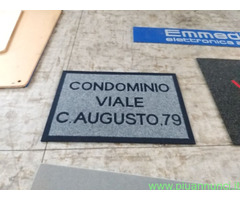 Emmed
elettronica
CONDOMINIO
VIALE
C.AUGUSTO.79